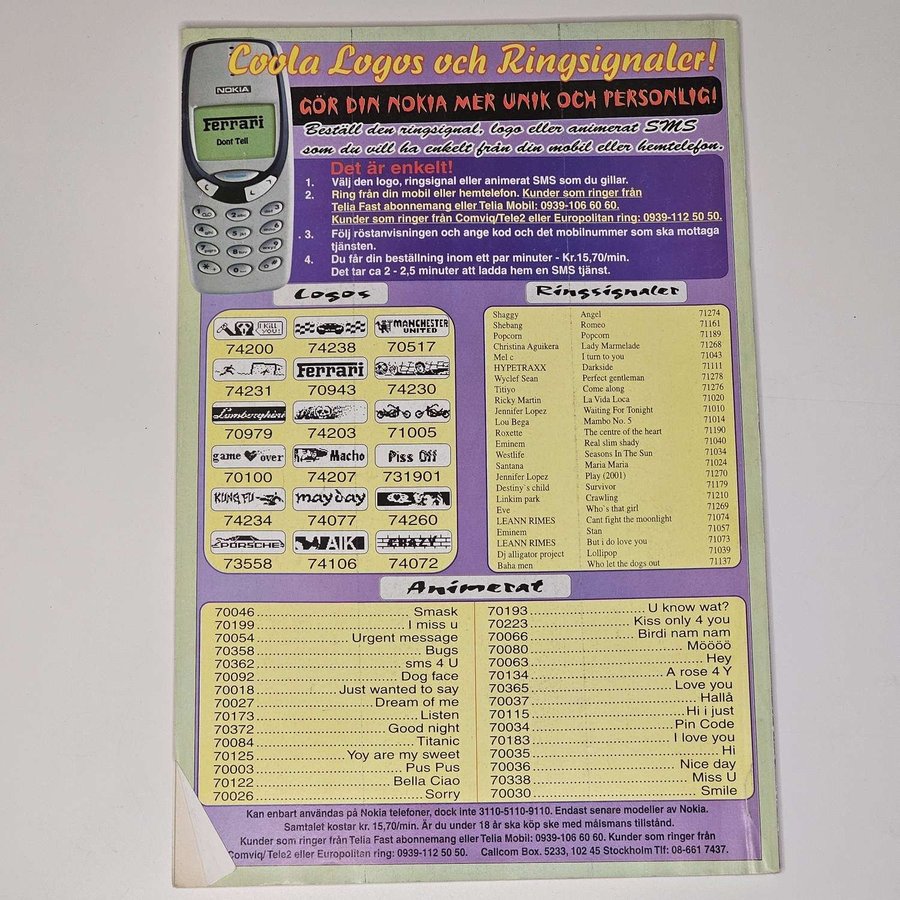 Coola Logos och Ringsignaler!
NOKIA
Ferrari
Dont Tell
GÖR DIN NOKIA MER UNIK OCH PERSONLIG!
Beställ den ringsignal, logo eller animerat SMS
som du vill ha enkelt från din mobil eller hemtelefon.
Det är enkelt!
1. Välj den logo, ringsignal eller animerat SMS som du gillar.
2. Ring från din mobil eller hemtelefon. Kunder som ringer från
Telia Fast abonnemang eller Telia Mobil: 0939-106 60 60.
Kunder som ringer från Comviq/Tele2 eller Europolitan ring: 0939-112 50 50.
3. Följ röstanvisningen och ange kod och det mobilnummer som ska mottaga
tjänsten.
4. Du får din beställning inom ett par minuter - Kr.15,70/min.
Det tar ca 2 - 2,5 minuter att ladda hem en SMS tjänst.
Logos
I Kill YOU!
MANCHESTER UNITED
74200 74238 70517
Ferrari
74231 70943 74230
Lamborghini
70979 74203 71005
game over Macho Piss Off
70100 74207 731901
KUNG FU mayday
74234 74077 74260
PORSCHE AIK CRAZY
73558 74106 74072
Ringsignaler
Shaggy Angel 71274
Shebang Romeo 71161
Popcorn Popcorn 71189
Christina Aguikera Lady Marmelade 71268
Mel c I turn to you 71043
HYPETRAXX Darkside 71111
Wyclef Sean Perfect gentleman 71278
Titiyo Come along 71276
Ricky Martin La Vida Loca 71020
Jennifer Lopez Waiting For Tonight 71010
Lou Bega Mambo No. 5 71014
Roxette The centre of the heart 71190
Eminem Real slim shady 71040
Westlife Seasons In The Sun 71034
Santana Maria Maria 71024
Jennifer Lopez Play (2001) 71270
Destiny`s child Survivor 71179
Linkim park Crawling 71210
Eve Who`s that girl 71269
LEANN RIMES Cant fight the moonlight 71074
Eminem Stan 71057
LEANN RIMES But i do love you 71073
Dj alligator project Lollipop 71039
Baha men Who let the dogs out 71137
Animerat
70046 Smask
70199 I miss u
70054 Urgent message
70358 Bugs
70362 sms 4 U
70092 Dog face
70018 Just wanted to say
70027 Dream of me
70173 Listen
70372 Good night
70084 Titanic
70125 Yoy are my sweet
70003 Pus Pus
70122 Bella Ciao
70026 Sorry
70193 U know wat?
70223 Kiss only 4 you
70066 Birdi nam nam
70080 Möööö
70063 Hey
70134 A rose 4 Y
70365 Love you
70037 Hallå
70115 Hi i just
70034 Pin Code
70183 I love you
70035 Hi
70036 Nice day
70338 Miss U
70030 Smile
Kan enbart användas på Nokia telefoner, dock inte 3110-5110-9110. Endast senare modeller av Nokia.
Samtalet kostar kr. 15,70/min. Är du under 18 år ska köp ske med målsmans tillstånd.
Kunder som ringer från Telia Fast abonnemang eller Telia Mobil: 0939-106 60 60. Kunder som ringer från
Comviq/ Tele2 eller Europolitan ring: 0939-112 50 50. Callcom Box. 5233, 102 45 Stockholm Tlf: 08-661 7437.